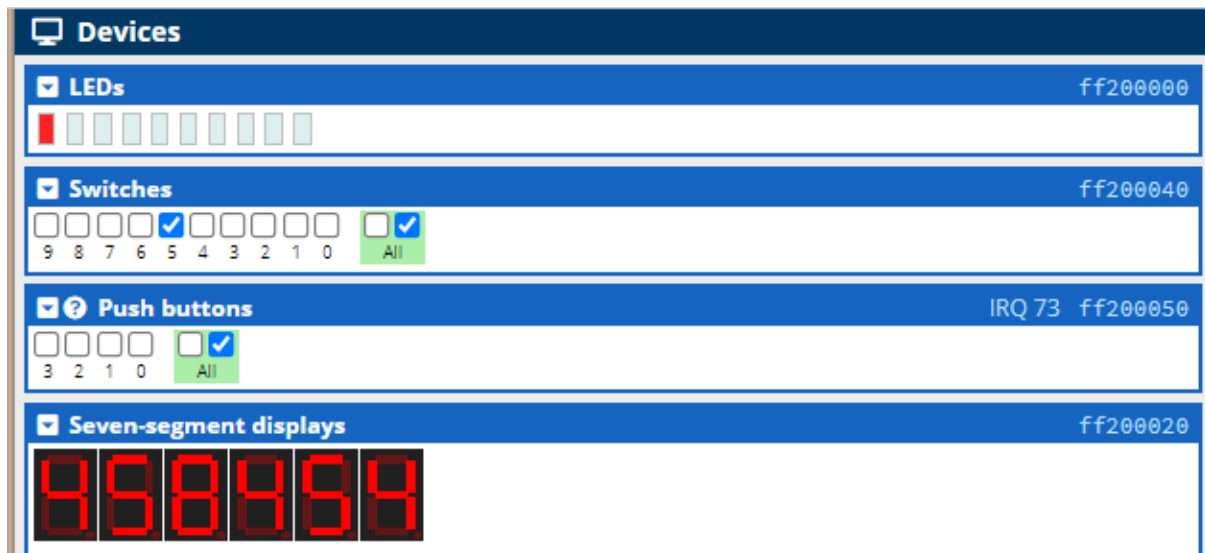 Devices
LEDs ff200000
Switches ff200040
9 8 7 6 5 4 3 2 1 0 All
Push buttons IRQ 73 ff200050
3 2 1 0 All
Seven-segment displays ff200020
458454